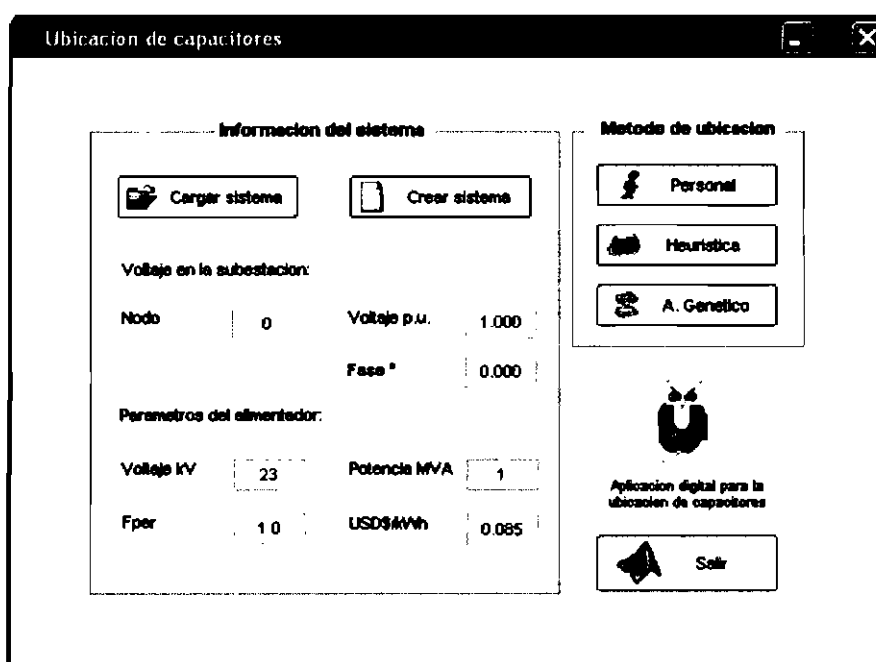 Ubicacion de capacitores
Informacion del sistema
Cargar sistema
Crear sistema
Voltaje en la subestacion:
Nodo
0
Voltaje p.u.
1.000
Fase °
0.000
Parametros del alimentador:
Voltaje kV
23
Potencia MVA
1
Fper
1.0
USD$/kWh
0.085
Metodo de ubicacion
Personal
Heuristica
A. Genetico
Aplicacion digital para la
ubicacion de capacitores
Salir